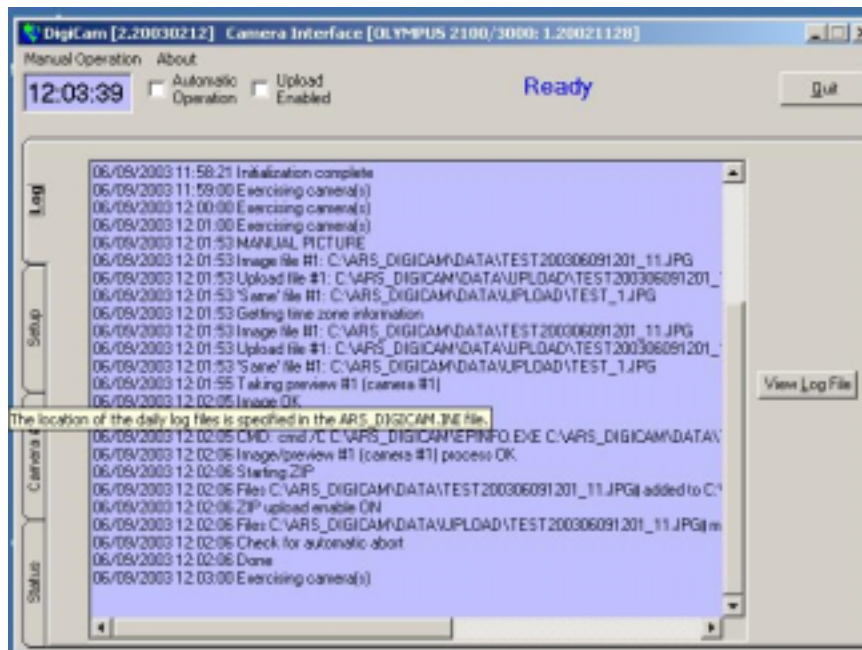 DigiCam [2.20030212] Camera Interface [OLYMPUS 2100/3000: 1.20021128]
Manual Operation About
12:03:39
Automatic Operation
Upload Enabled
Ready
Quit
Log
Setup
Camera
Status
06/09/2003 11:58:21 Initialization complete
06/09/2003 11:59:00 Exercising camera(s)
06/09/2003 12:00:00 Exercising camera(s)
06/09/2003 12:01:00 Exercising camera(s)
06/09/2003 12:01:53 MANUAL PICTURE
06/09/2003 12:01:53 Image file #1: C:\ARS_DIGICAM\DATA\TEST200306091201_11.JPG
06/09/2003 12:01:53 Upload file #1: C:\ARS_DIGICAM\DATA\UPLOAD\TEST200306091201_
06/09/2003 12:01:53 'Same' file #1: C:\ARS_DIGICAM\DATA\UPLOAD\TEST_1.JPG
06/09/2003 12:01:53 Getting time zone information
06/09/2003 12:01:53 Image file #1: C:\ARS_DIGICAM\DATA\TEST200306091201_11.JPG
06/09/2003 12:01:53 Upload file #1: C:\ARS_DIGICAM\DATA\UPLOAD\TEST200306091201_
06/09/2003 12:01:53 'Same' file #1: C:\ARS_DIGICAM\DATA\UPLOAD\TEST_1.JPG
06/09/2003 12:01:55 Taking preview #1 (camera #1)
06/09/2003 12:02:05 Image OK
The location of the daily log files is specified in the ARS_DIGICAM.INI file.
06/09/2003 12:02:05 CMD: cmd /C C:\ARS_DIGICAM\EPINFO.EXE C:\ARS_DIGICAM\DATA\
06/09/2003 12:02:06 Image/preview #1 (camera #1) process OK
06/09/2003 12:02:06 Starting ZIP
06/09/2003 12:02:06 Files C:\ARS_DIGICAM\DATA\TEST200306091201_11.JPG| added to C:\
06/09/2003 12:02:06 ZIP upload enable ON
06/09/2003 12:02:06 Files C:\ARS_DIGICAM\DATA\UPLOAD\TEST200306091201_11.JPG| m
06/09/2003 12:02:06 Check for automatic abort
06/09/2003 12:02:06 Done
06/09/2003 12:03:00 Exercising camera(s)
View Log File